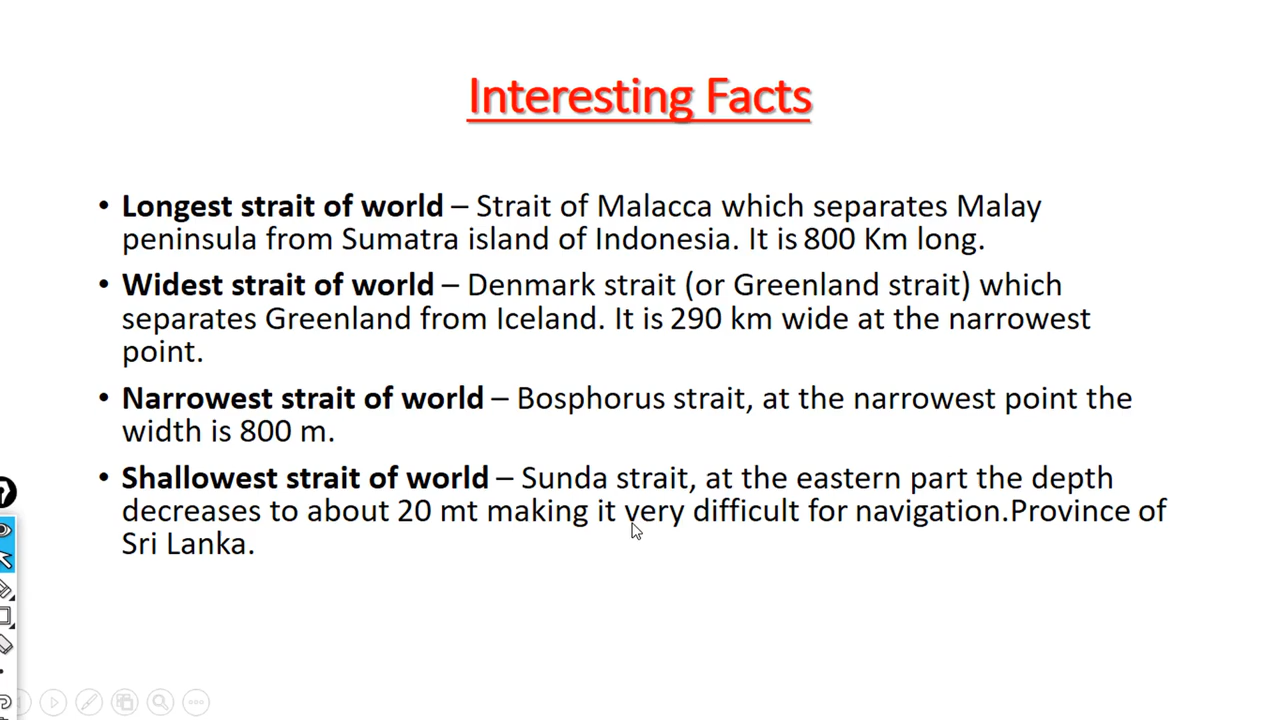 Interesting Facts
• Longest strait of world – Strait of Malacca which separates Malay
peninsula from Sumatra island of Indonesia. It is 800 Km long.
• Widest strait of world – Denmark strait (or Greenland strait) which
separates Greenland from Iceland. It is 290 km wide at the narrowest
point.
• Narrowest strait of world – Bosphorus strait, at the narrowest point the
width is 800 m.
• Shallowest strait of world – Sunda strait, at the eastern part the depth
decreases to about 20 mt making it very difficult for navigation.Province of
Sri Lanka.